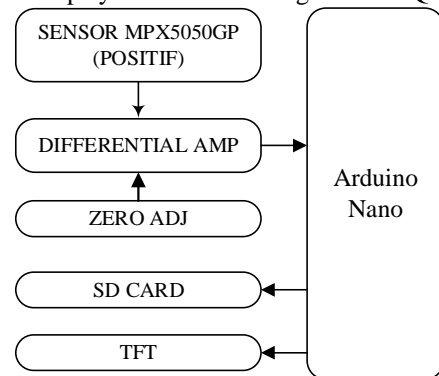 SENSOR MPX5050GP
(POSITIF)
DIFFERENTIAL AMP
ZERO ADJ
Arduino
Nano
SD CARD
TFT